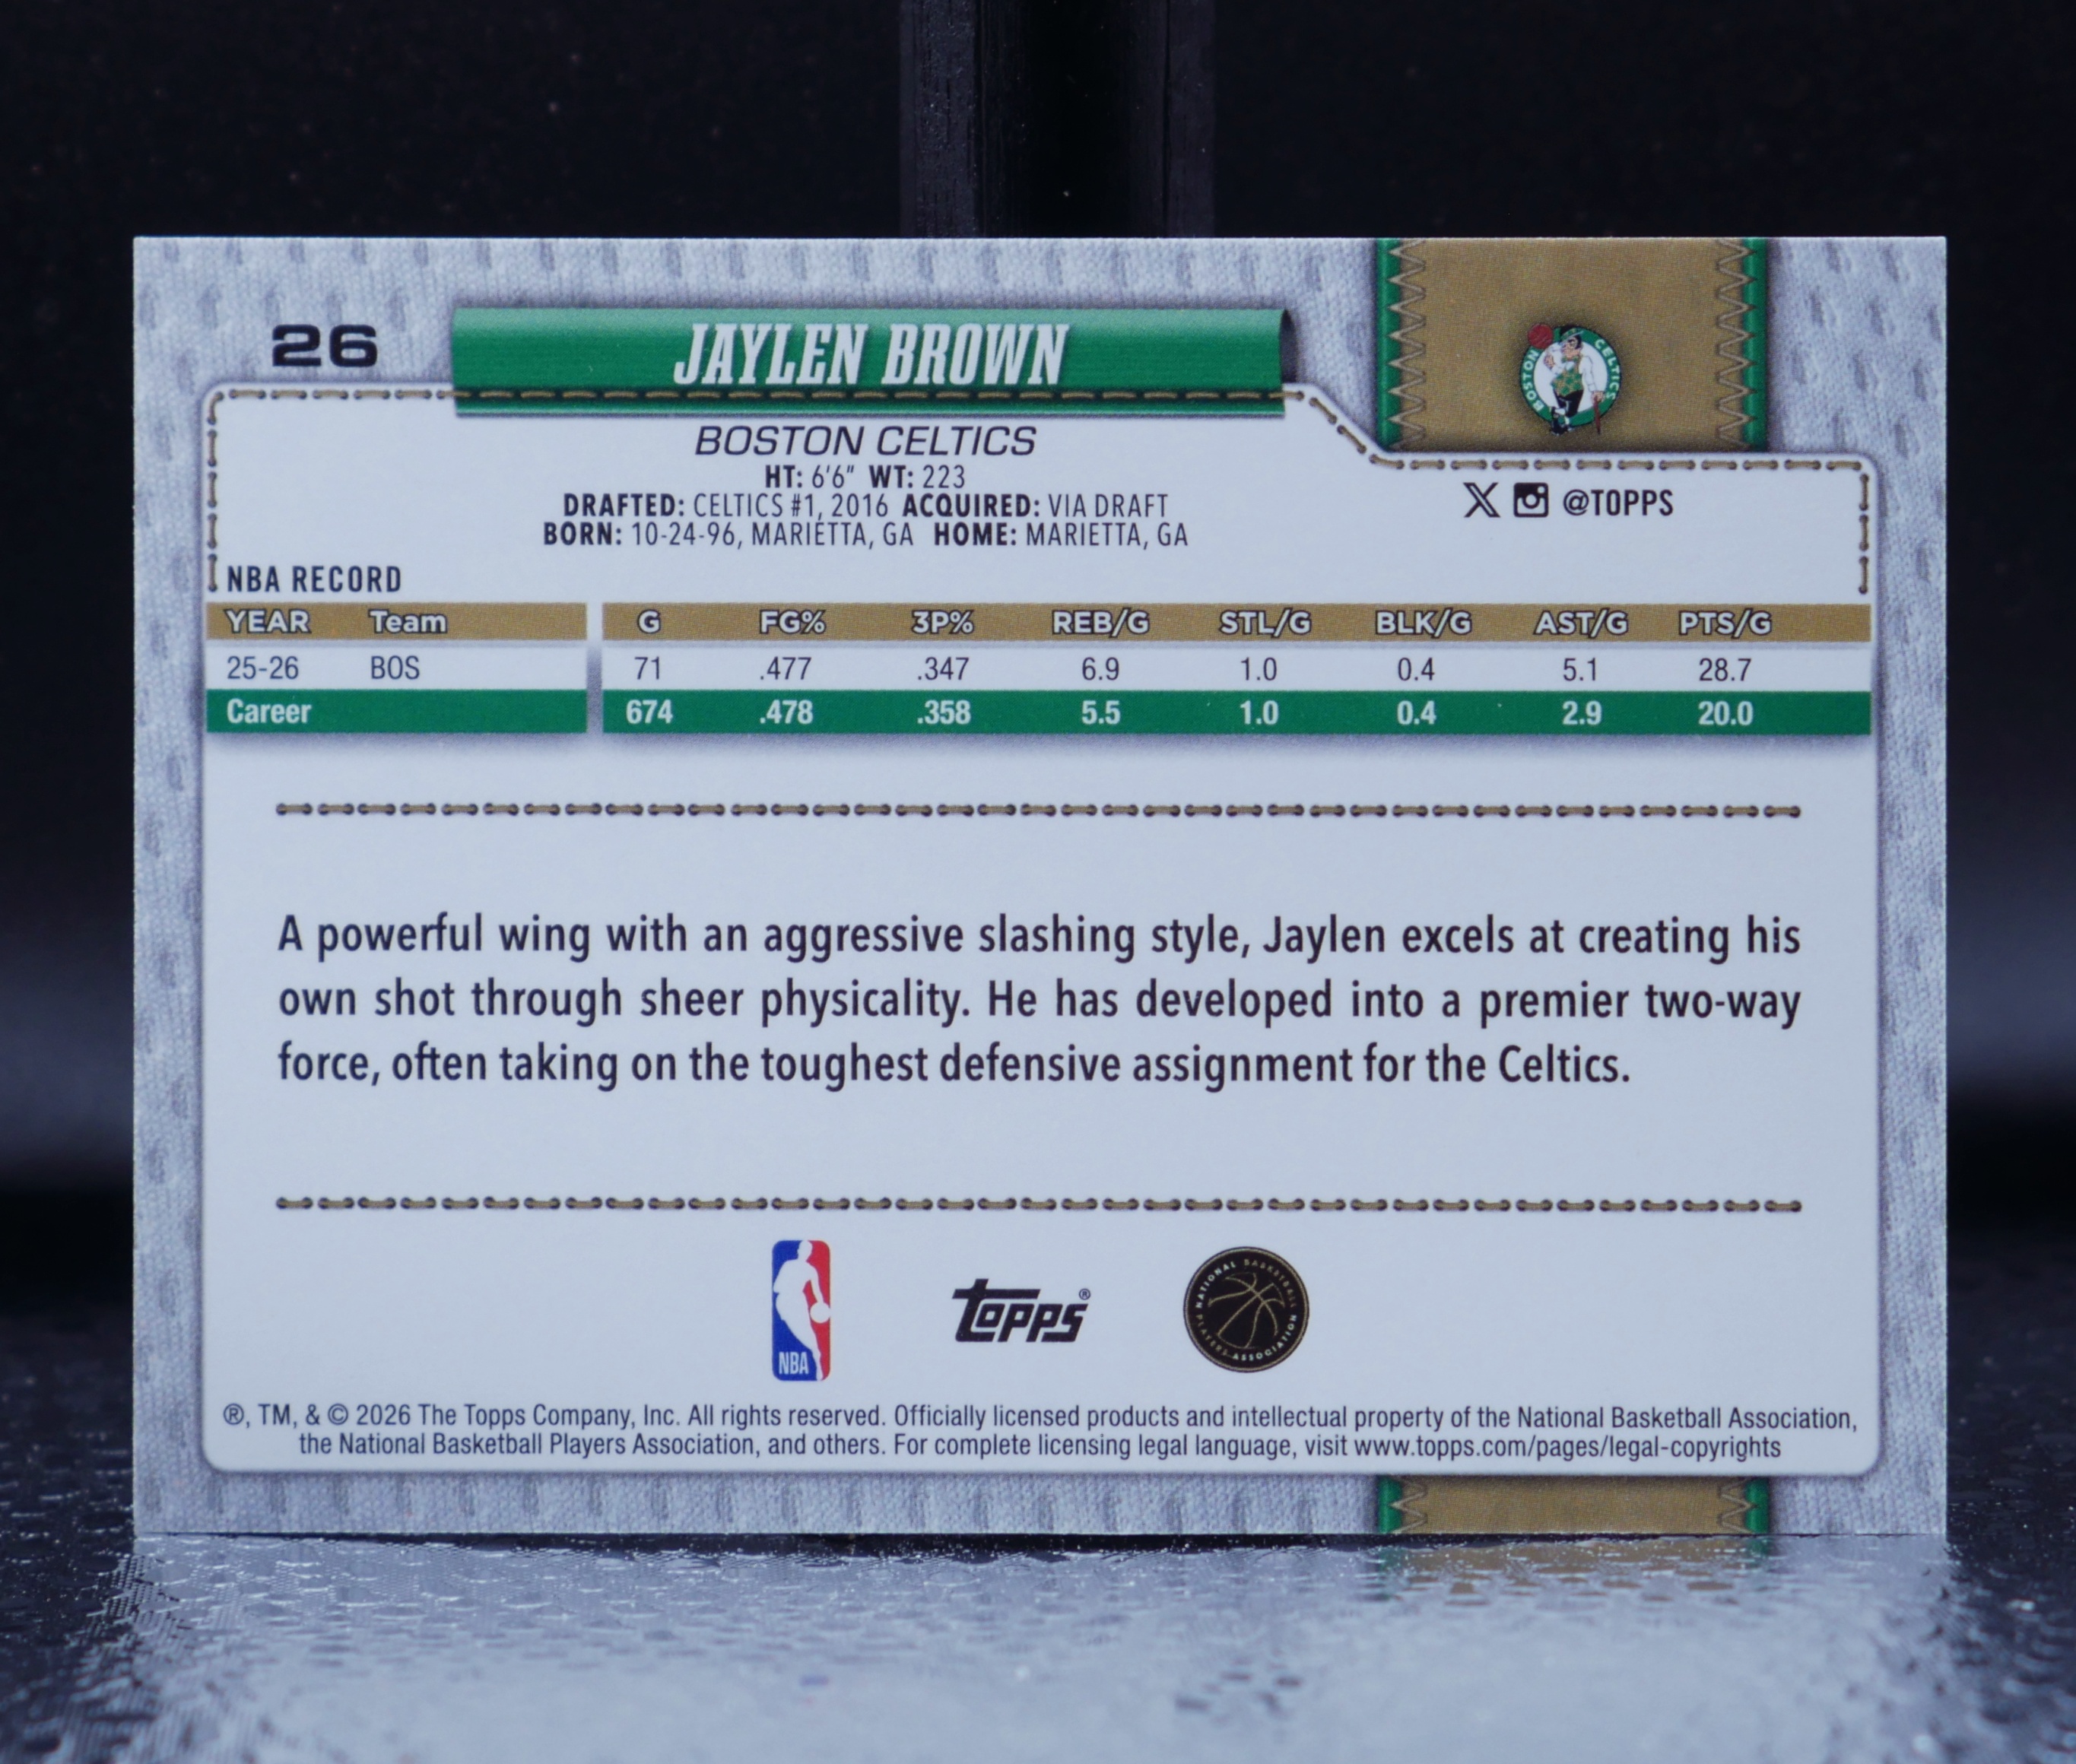 26
JAYLEN BROWN
BOSTON CELTICS
BOSTON CELTICS
HT: 6'6" WT: 223
DRAFTED: CELTICS #1, 2016 ACQUIRED: VIA DRAFT
BORN: 10-24-96, MARIETTA, GA HOME: MARIETTA, GA
@TOPPS
NBA RECORD
YEAR Team G FG% 3P% REB/G STL/G BLK/G AST/G PTS/G
25-26 BOS 71 .477 .347 6.9 1.0 0.4 5.1 28.7
Career 674 .478 .358 5.5 1.0 0.4 2.9 20.0
A powerful wing with an aggressive slashing style, Jaylen excels at creating his
own shot through sheer physicality. He has developed into a premier two-way
force, often taking on the toughest defensive assignment for the Celtics.
NBA
topps®
NATIONAL BASKETBALL PLAYERS ASSOCIATION
®, TM, & © 2026 The Topps Company, Inc. All rights reserved. Officially licensed products and intellectual property of the National Basketball Association,
the National Basketball Players Association, and others. For complete licensing legal language, visit www.topps.com/pages/legal-copyrights